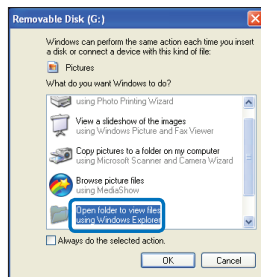 Removable Disk (G:)
Windows can perform the same action each time you insert
a disk or connect a device with this kind of file:
Pictures
What do you want Windows to do?
using Photo Printing Wizard
View a slideshow of the images
using Windows Picture and Fax Viewer
Copy pictures to a folder on my computer
using Microsoft Scanner and Camera Wizard
Browse picture files
using MediaShow
Open folder to view files
using Windows Explorer
Always do the selected action.
OK Cancel